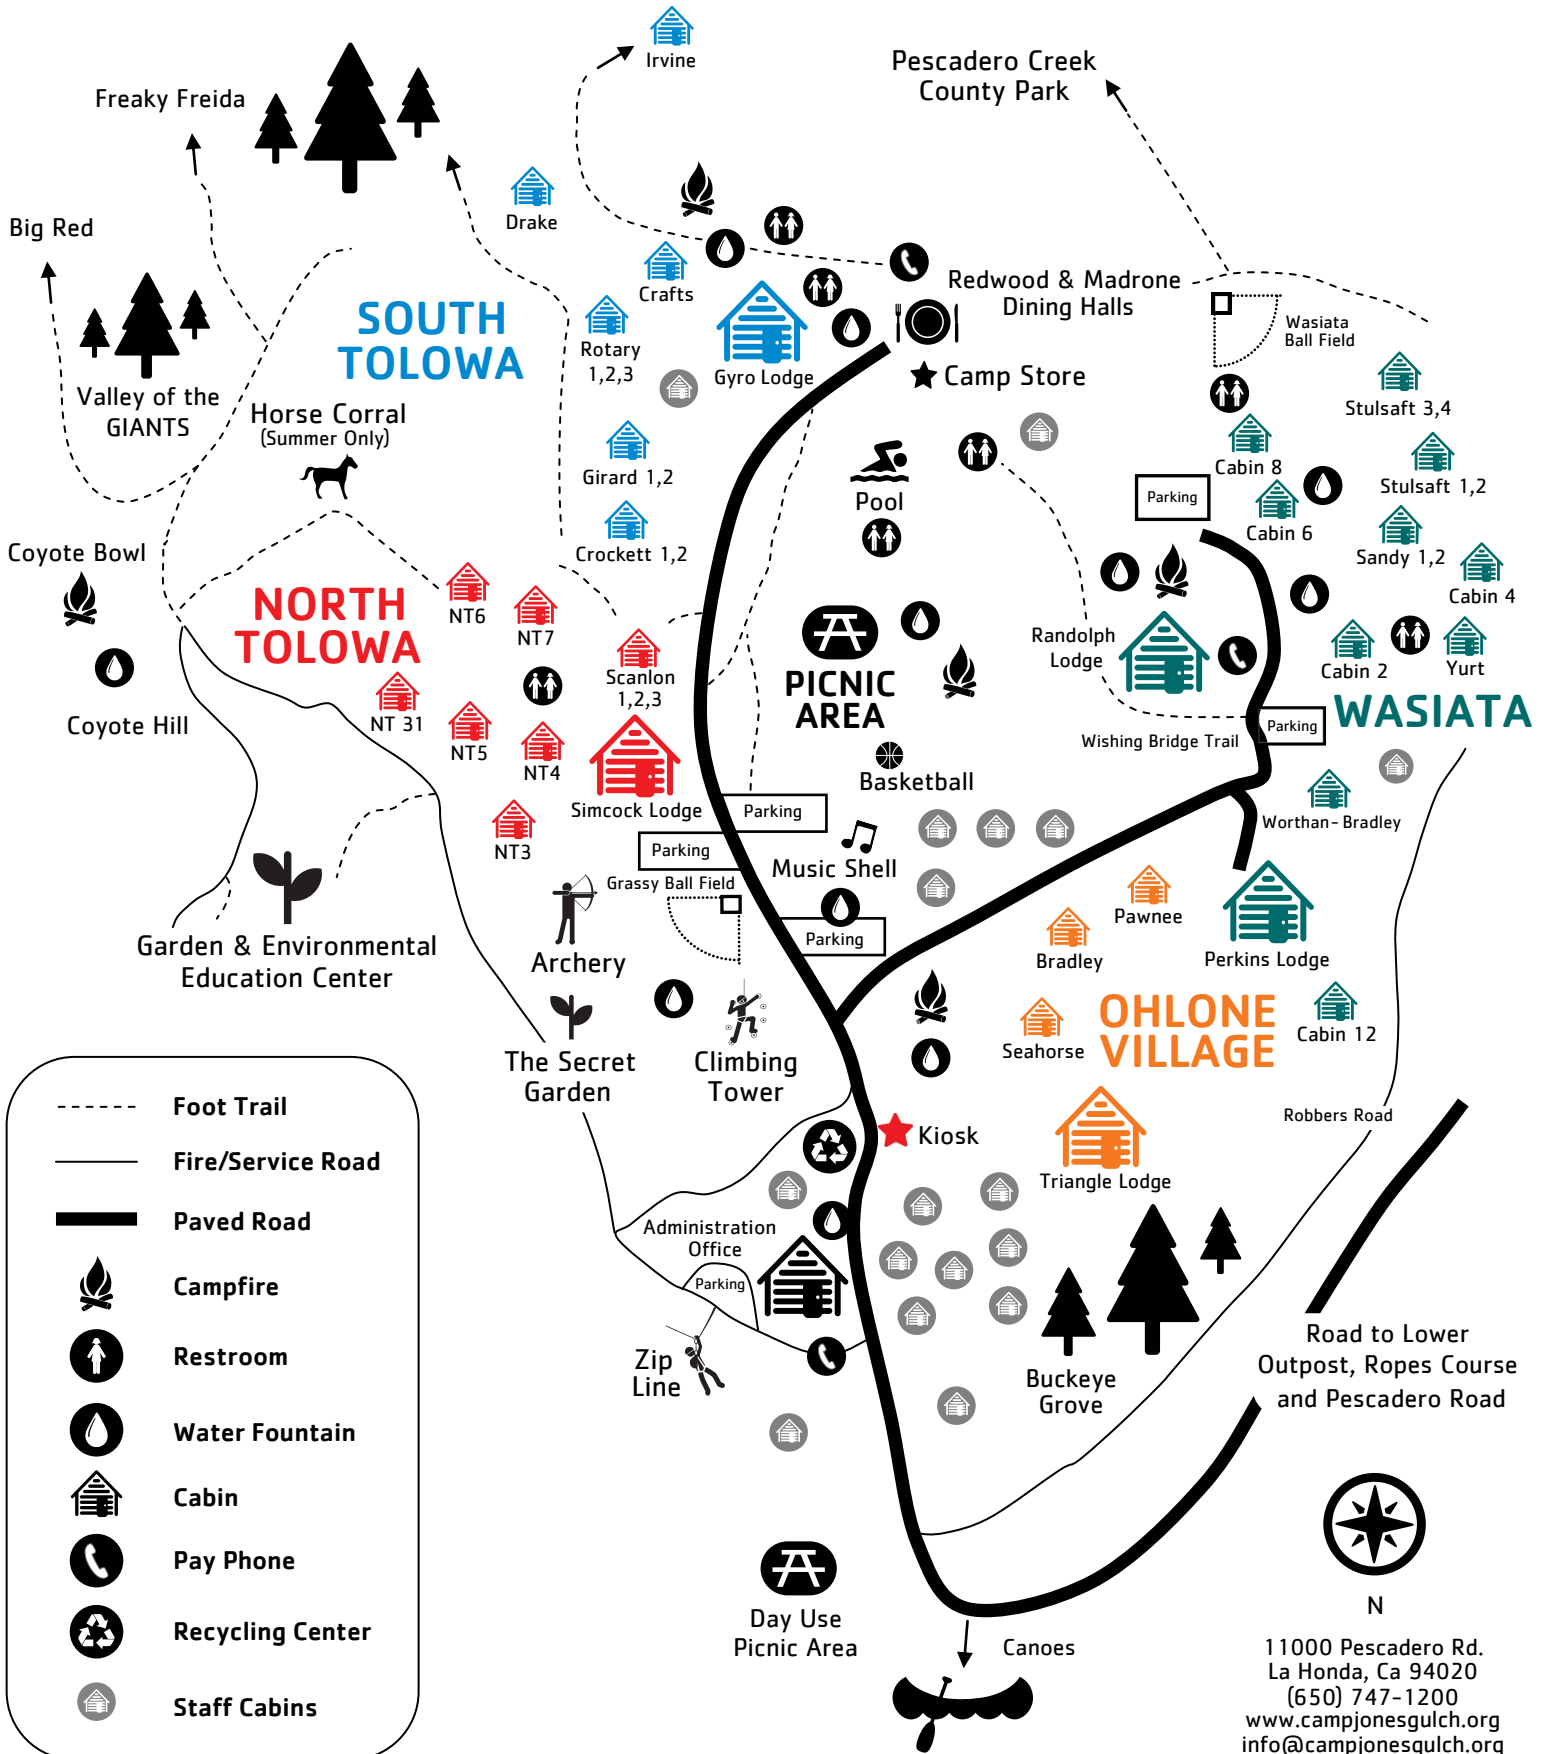 Irvine
Pescadero Creek
County Park
Freaky Freida
Drake
Big Red
Crafts
Redwood & Madrone
Dining Halls
SOUTH
TOLOWA
Rotary
1,2,3
Gyro Lodge
Wasiata
Ball Field
Camp Store
Valley of the
GIANTS
Horse Corral
(Summer Only)
Stulsaft 3,4
Girard 1,2
Pool
Cabin 8
Stulsaft 1,2
Parking
Cabin 6
Coyote Bowl
Crockett 1,2
Sandy 1,2
Cabin 4
NORTH
TOLOWA
NT6
NT7
Randolph
Lodge
Scanlon
1,2,3
Cabin 2
Yurt
PICNIC
AREA
WASIATA
NT 31
Coyote Hill
NT5
NT4
Wishing Bridge Trail
Parking
Basketball
Simcock Lodge
Parking
Worthan-Bradley
NT3
Parking
Music Shell
Grassy Ball Field
Pawnee
Parking
Garden & Environmental
Education Center
Archery
Bradley
Perkins Lodge
OHLONE
VILLAGE
Seahorse
Cabin 12
The Secret
Garden
Climbing
Tower
Kiosk
Robbers Road
Triangle Lodge
Administration
Office
Parking
Zip
Line
Buckeye
Grove
Road to Lower
Outpost, Ropes Course
and Pescadero Road
Foot Trail
Fire/Service Road
Paved Road
Campfire
Restroom
Water Fountain
Cabin
Pay Phone
Recycling Center
Staff Cabins
Day Use
Picnic Area
Canoes
N
11000 Pescadero Rd.
La Honda, Ca 94020
(650) 747-1200
www.campjonesgulch.org
info@campjonesgulch.org